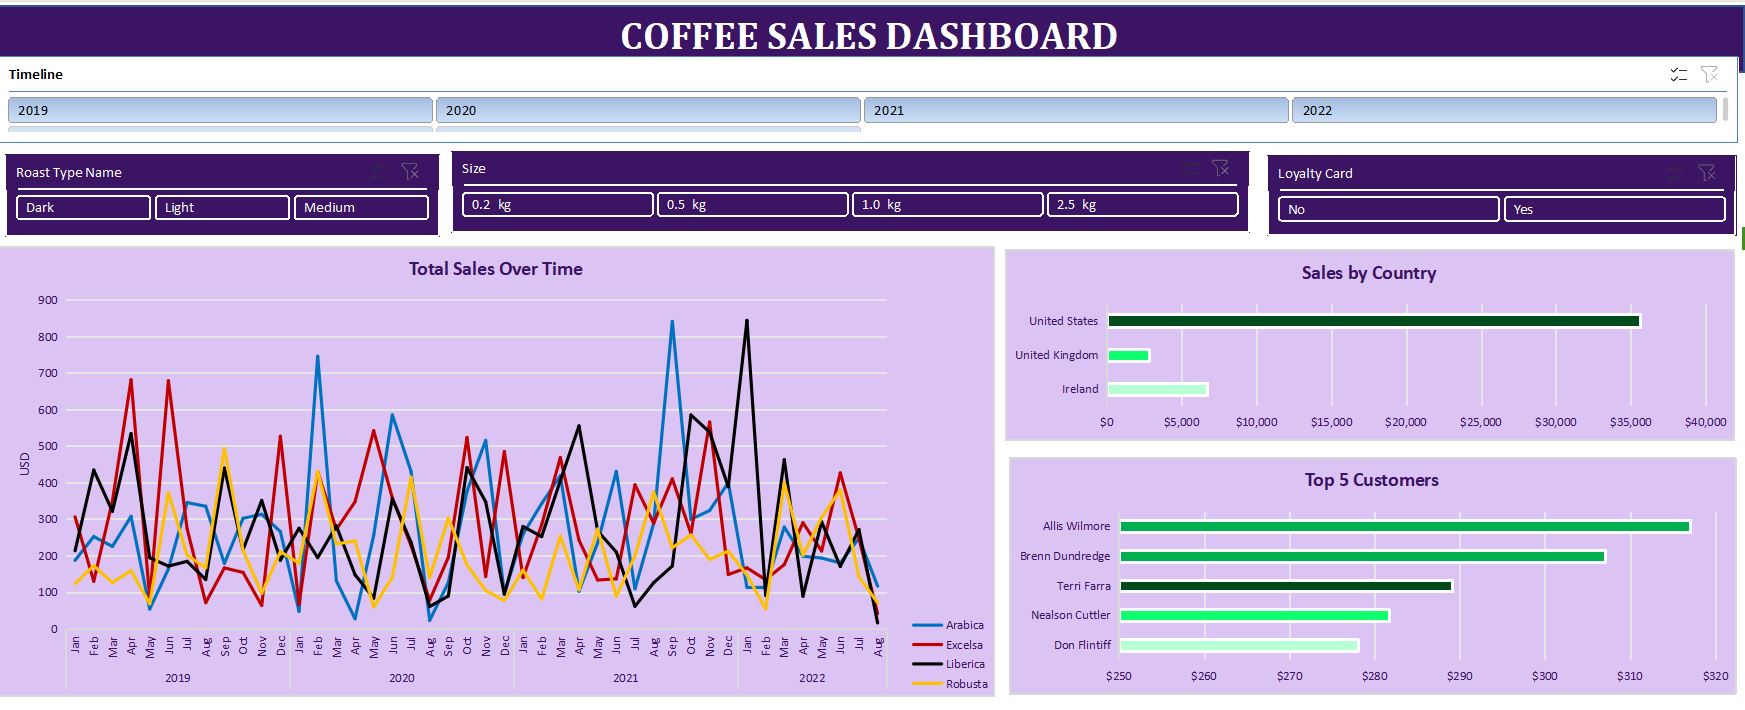 COFFEE SALES DASHBOARD
Timeline
2019 2020 2021 2022
Roast Type Name
Dark Light Medium
Size
0.2 kg 0.5 kg 1.0 kg 2.5 kg
Loyalty Card
No Yes
Total Sales Over Time
900
800
700
600
500
400
300
200
100
0
USD
Jan Feb Mar Apr May Jun Jul Aug Sep Oct Nov Dec Jan Feb Mar Apr May Jun Jul Aug Sep Oct Nov Dec Jan Feb Mar Apr May Jun Jul Aug Sep Oct Nov Dec Jan Feb Mar Apr May Jun Jul Aug
2019 2020 2021 2022
Arabica
Excelsa
Liberica
Robusta
Sales by Country
United States
United Kingdom
Ireland
$0 $5,000 $10,000 $15,000 $20,000 $25,000 $30,000 $35,000 $40,000
Top 5 Customers
Allis Wilmore
Brenn Dundredge
Terri Farra
Nealson Cuttler
Don Flintiff
$250 $260 $270 $280 $290 $300 $310 $320